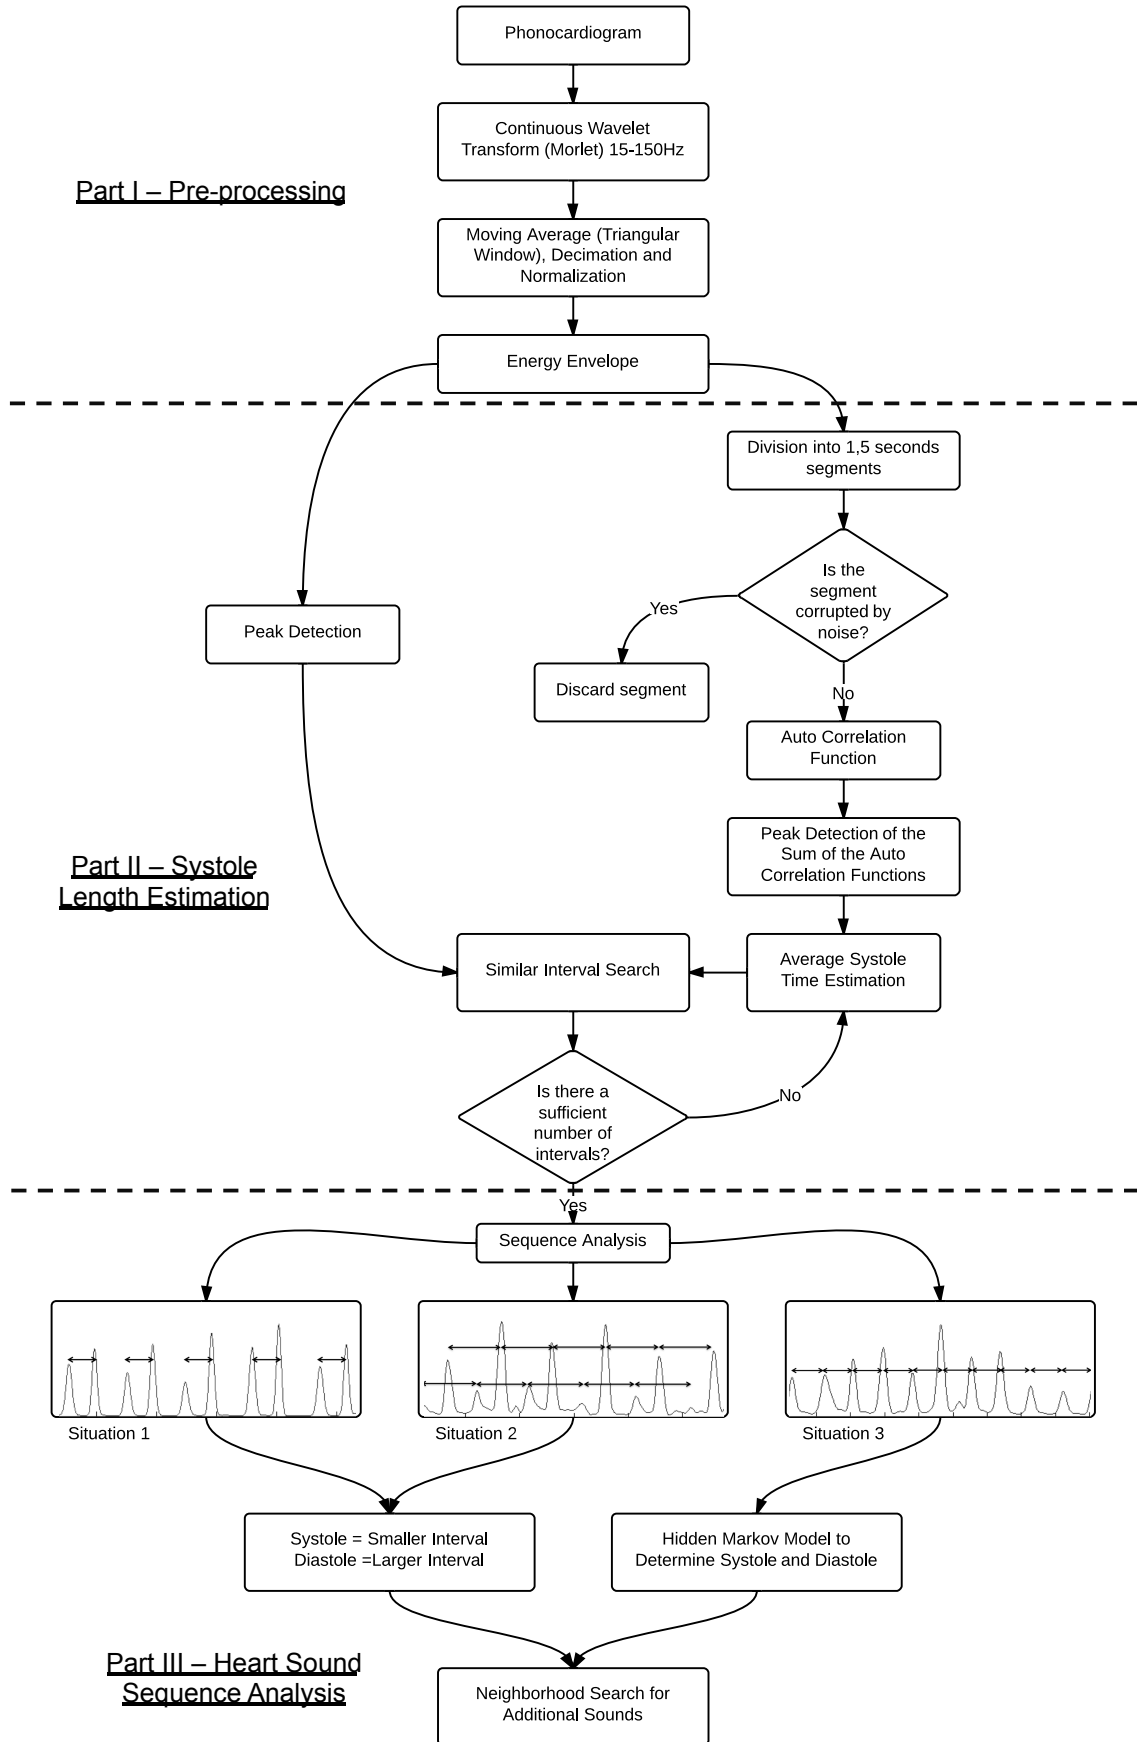 Phonocardiogram
Continuous Wavelet
Transform (Morlet) 15-150Hz
Part I – Pre-processing
Moving Average (Triangular
Window), Decimation and
Normalization
Energy Envelope
Division into 1,5 seconds
segments
Is the
segment
corrupted by
noise?
Yes
Peak Detection
Discard segment
No
Auto Correlation
Function
Peak Detection of the
Sum of the Auto
Correlation Functions
Part II – Systole
Length Estimation
Similar Interval Search
Average Systole
Time Estimation
Is there a
sufficient
number of
intervals?
No
Yes
Sequence Analysis
Situation 1
Situation 2
Situation 3
Systole = Smaller Interval
Diastole =Larger Interval
Hidden Markov Model to
Determine Systole and Diastole
Part III – Heart Sound
Sequence Analysis
Neighborhood Search for
Additional Sounds